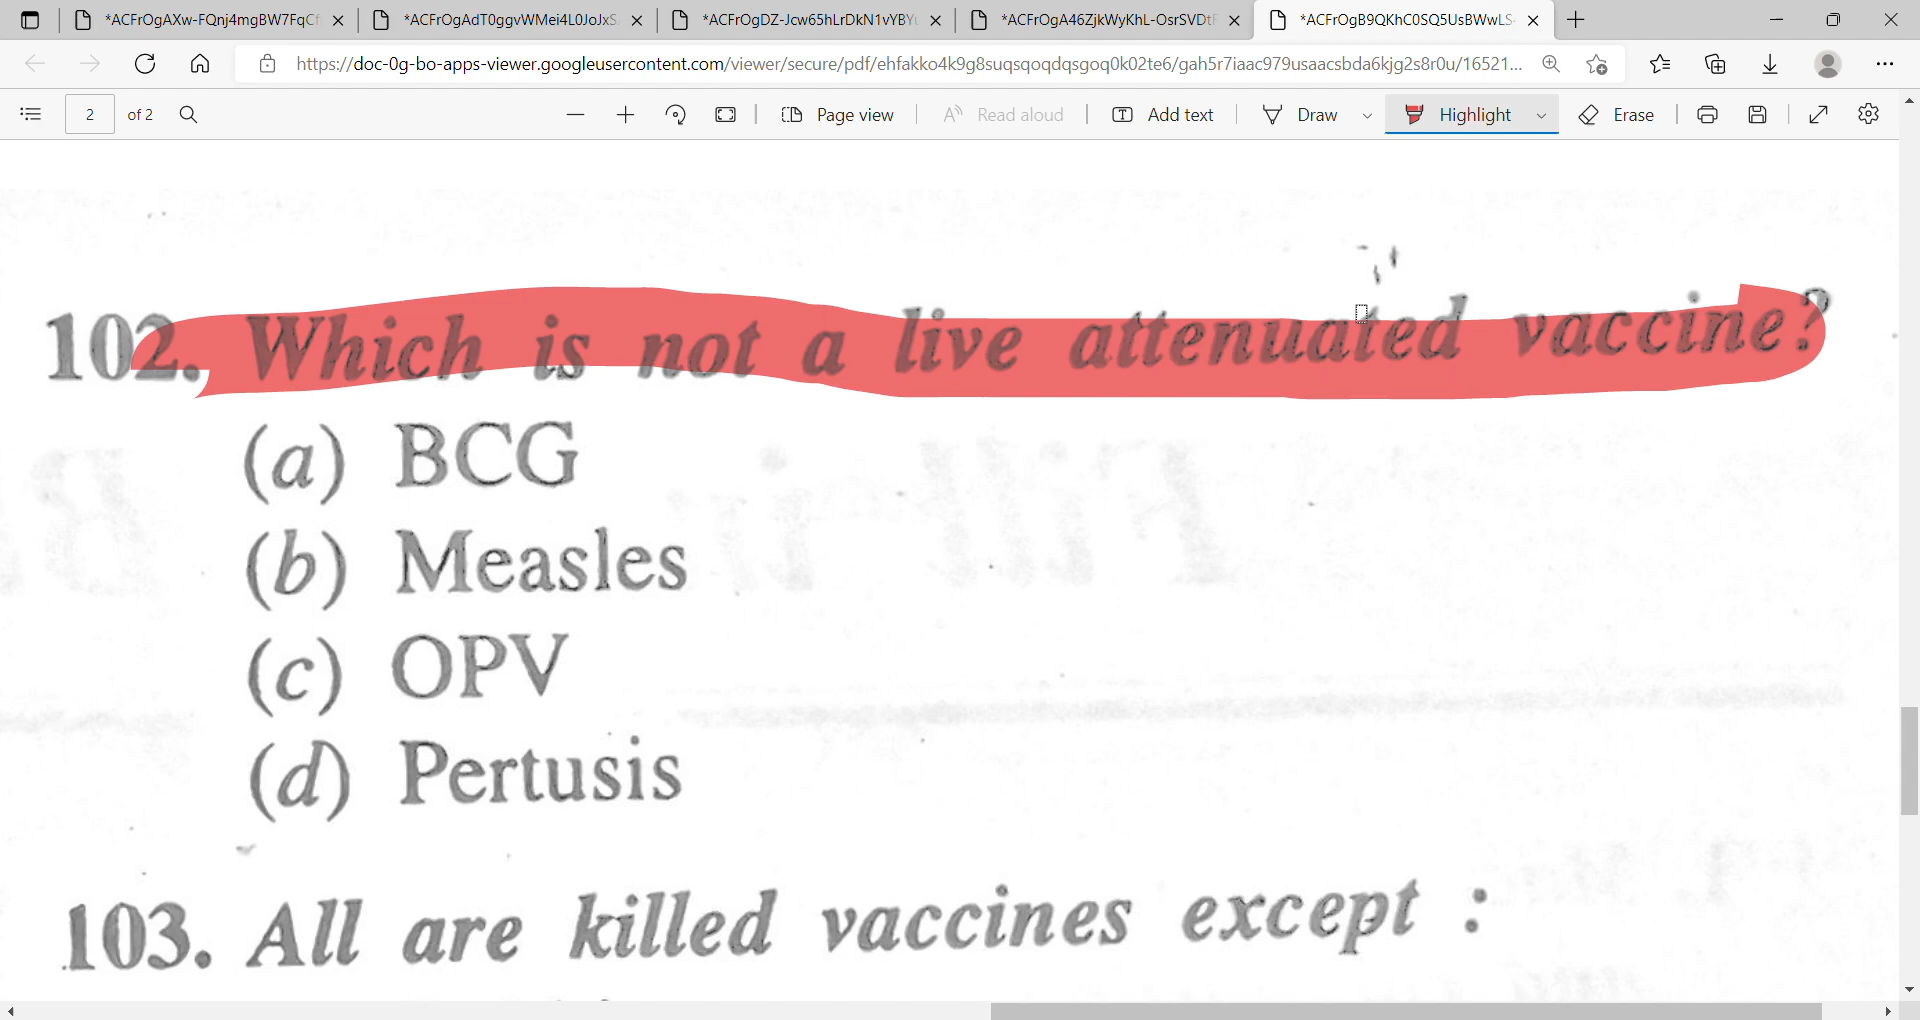 *ACFrOgAXw-FQnj4mgBW7FqCf *ACFrOgAdT0ggvWMei4L0JoJxS *ACFrOgDZ-Jcw65hLrDkN1vYBY *ACFrOgA46ZjkWyKhL-OsrSVDtF *ACFrOgB9QKhC0SQ5UsBWwLS
https://doc-0g-bo-apps-viewer.googleusercontent.com/viewer/secure/pdf/ehfakko4k9g8suqsqoqdqsgoq0k02te6/gah5r7iaac979usaacsbda6kjg2s8r0u/16521...
2 of 2 Page view Read aloud Add text Draw Highlight Erase
102. Which is not a live attenuated vaccine?
(a) BCG
(b) Measles
(c) OPV
(d) Pertusis
103. All are killed vaccines except :